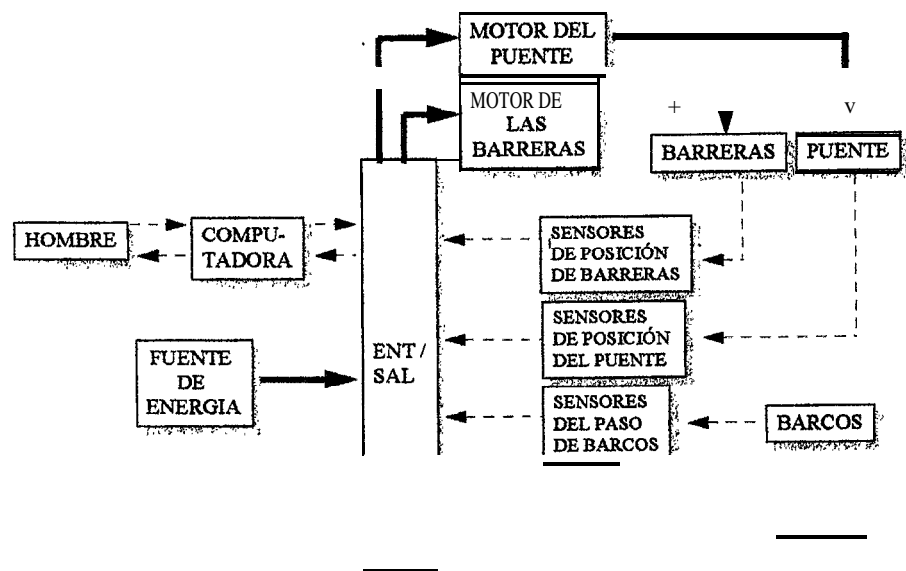 MOTOR DEL
PUENTE
MOTOR DE
LAS
BARRERAS
+
v
BARRERAS
PUENTE
HOMBRE
COMPU-
TADORA
SENSORES
DE POSICIÓN
DE BARRERAS
SENSORES
DE POSICIÓN
DEL PUENTE
ENT /
SAL
FUENTE
DE
ENERGIA
SENSORES
DEL PASO
DE BARCOS
BARCOS